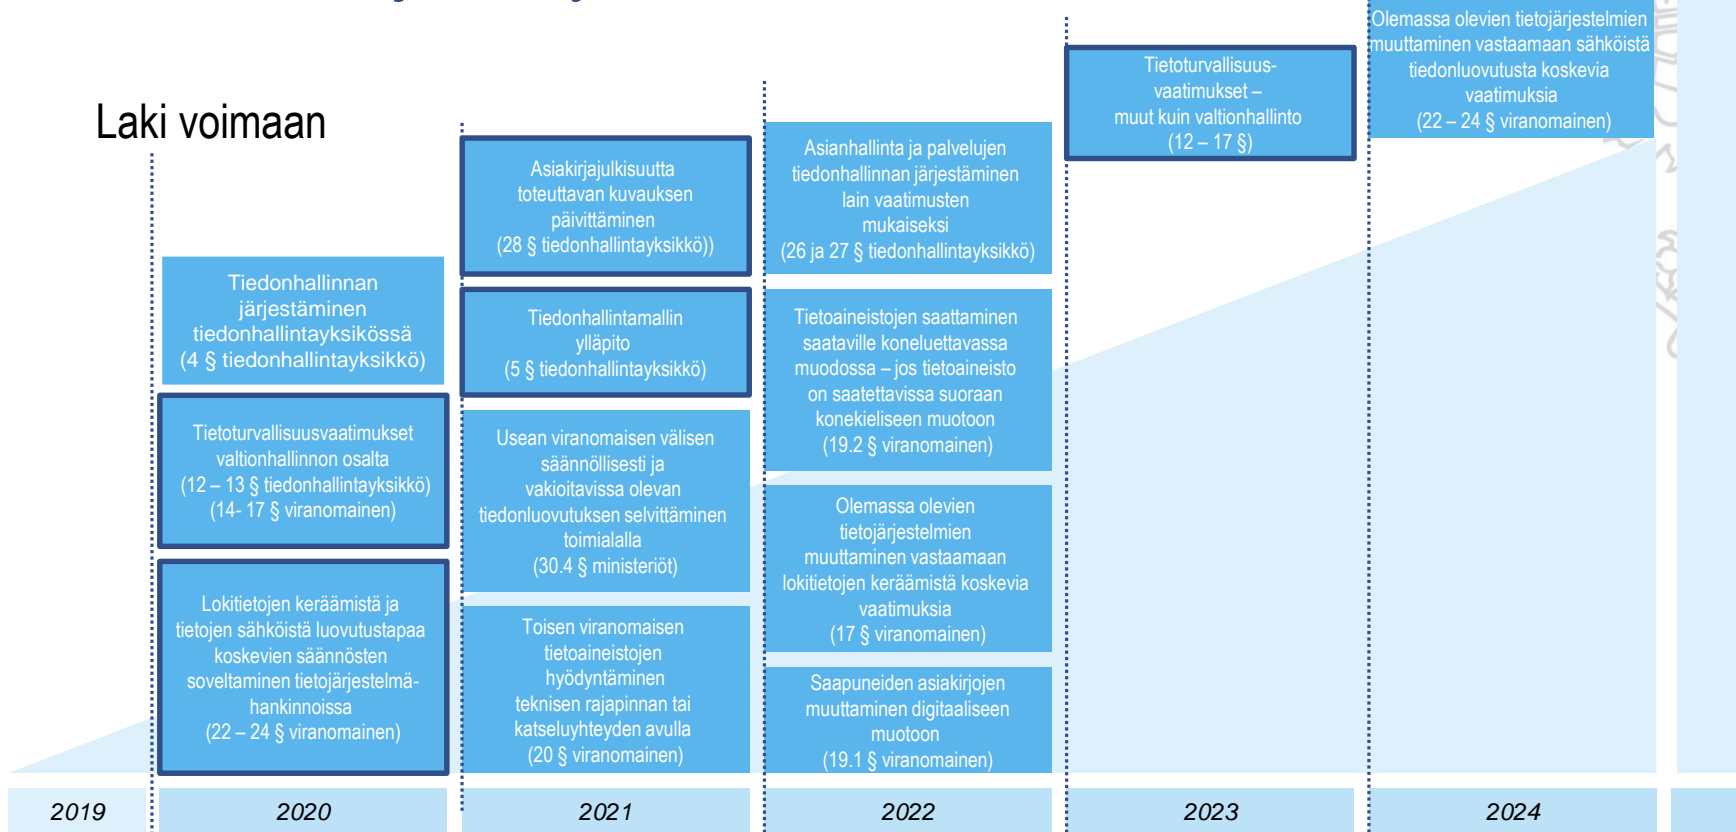 Laki voimaan
Tiedonhallinnan
järjestäminen
tiedonhallintayksikössä
(4 § tiedonhallintayksikkö)
Tietoturvallisuusvaatimukset
valtionhallinnon osalta
(12 – 13 § tiedonhallintayksikkö)
(14- 17 § viranomainen)
Lokitietojen keräämistä ja
tietojen sähköistä luovutustapaa
koskevien säännösten
soveltaminen tietojärjestelmä-
hankinnoissa
(22 – 24 § viranomainen)
Asiakirjajulkisuutta
toteuttavan kuvauksen
päivittäminen
(28 § tiedonhallintayksikkö))
Tiedonhallintamallin
ylläpito
(5 § tiedonhallintayksikkö)
Usean viranomaisen välisen
säännöllisesti ja
vakioitavissa olevan
tiedonluovutuksen selvittäminen
toimialalla
(30.4 § ministeriöt)
Toisen viranomaisen
tietoaineistojen
hyödyntäminen
teknisen rajapinnan tai
katseluyhteyden avulla
(20 § viranomainen)
Asianhallinta ja palvelujen
tiedonhallinnan järjestäminen
lain vaatimusten
mukaiseksi
(26 ja 27 § tiedonhallintayksikkö)
Tietoaineistojen saattaminen
saataville koneluettavassa
muodossa – jos tietoaineisto
on saatettavissa suoraan
konekieliseen muotoon
(19.2 § viranomainen)
Olemassa olevien
tietojärjestelmien
muuttaminen vastaamaan
lokitietojen keräämistä koskevia
vaatimuksia
(17 § viranomainen)
Saapuneiden asiakirjojen
muuttaminen digitaaliseen
muotoon
(19.1 § viranomainen)
Tietoturvallisuus-
vaatimukset –
muut kuin valtionhallinto
(12 – 17 §)
Olemassa olevien tietojärjestelmien
muuttaminen vastaamaan sähköistä
tiedonluovutusta koskevia
vaatimuksia
(22 – 24 § viranomainen)
2019
2020
2021
2022
2023
2024